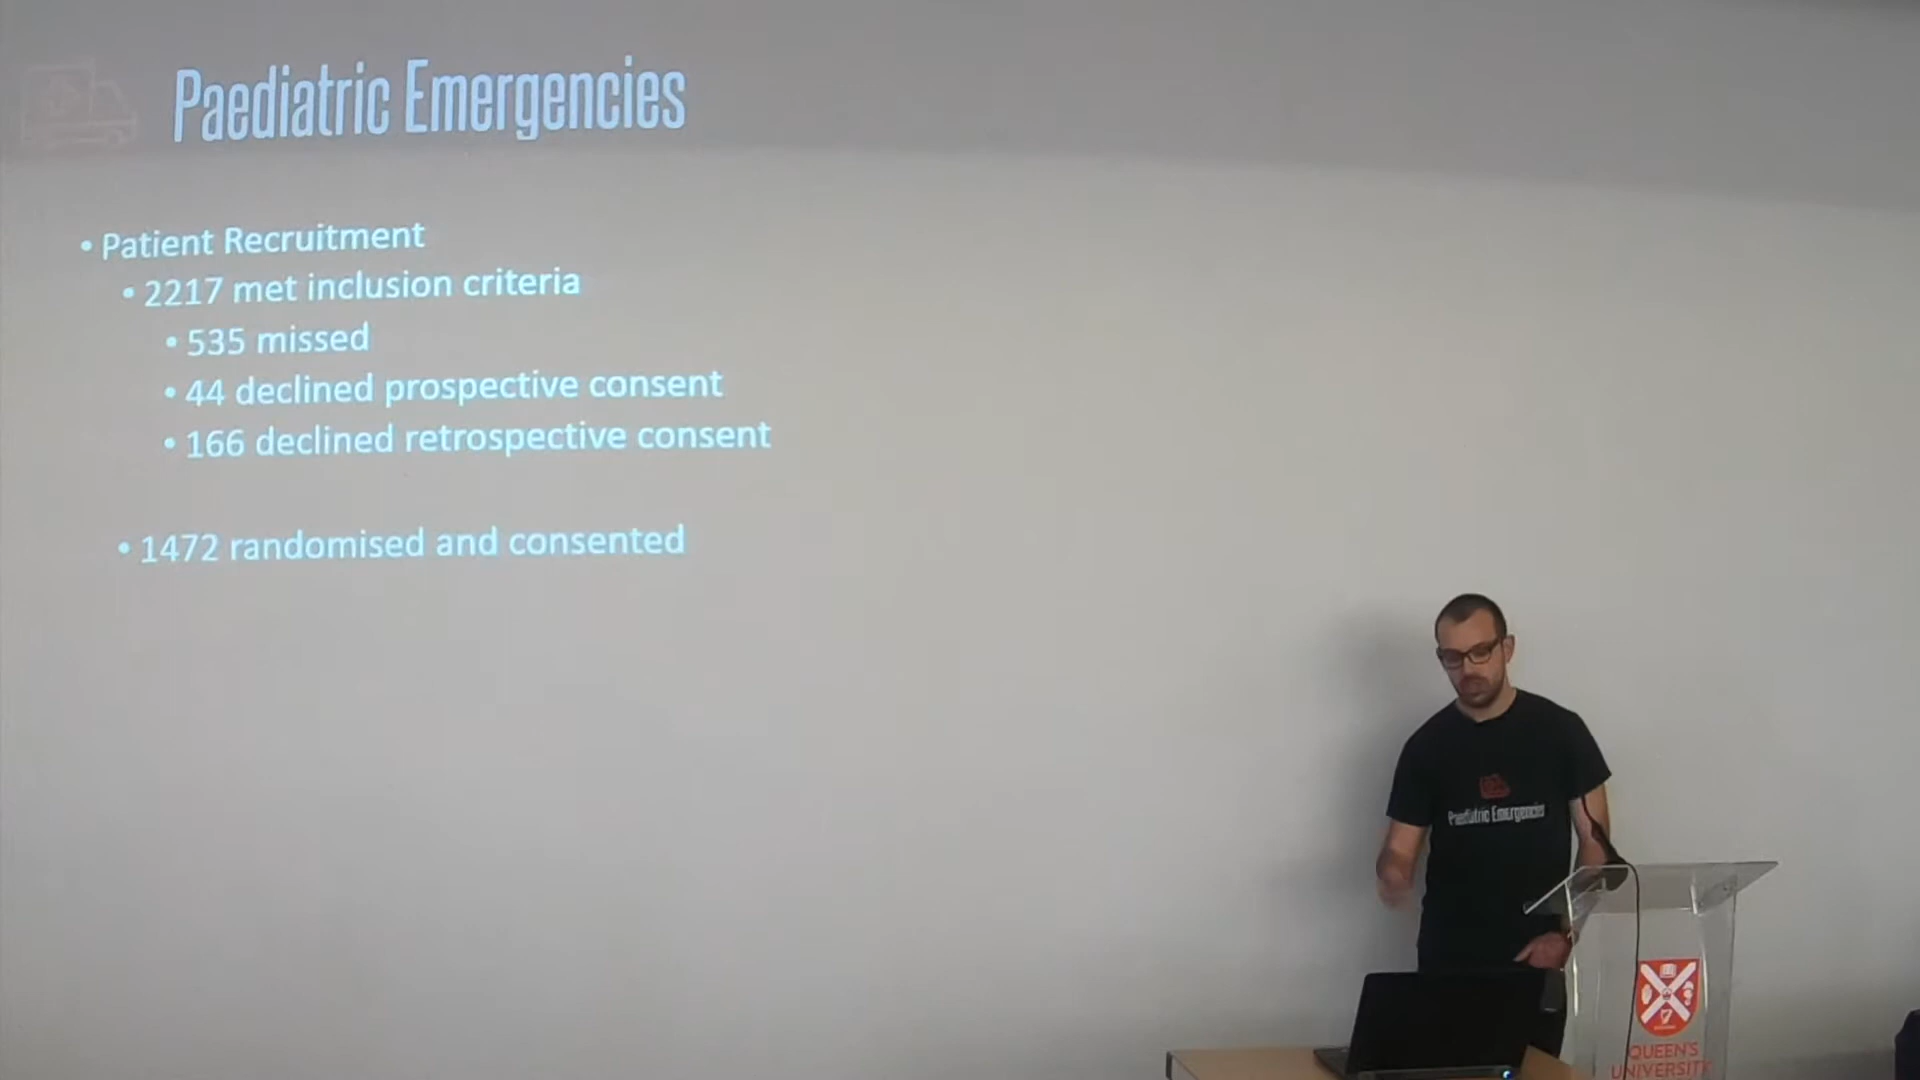 Paediatric Emergencies
• Patient Recruitment
• 2217 met inclusion criteria
• 535 missed
• 44 declined prospective consent
• 166 declined retrospective consent
• 1472 randomised and consented
Paediatric Emergencies
QUEEN'S
UNIVERSITY